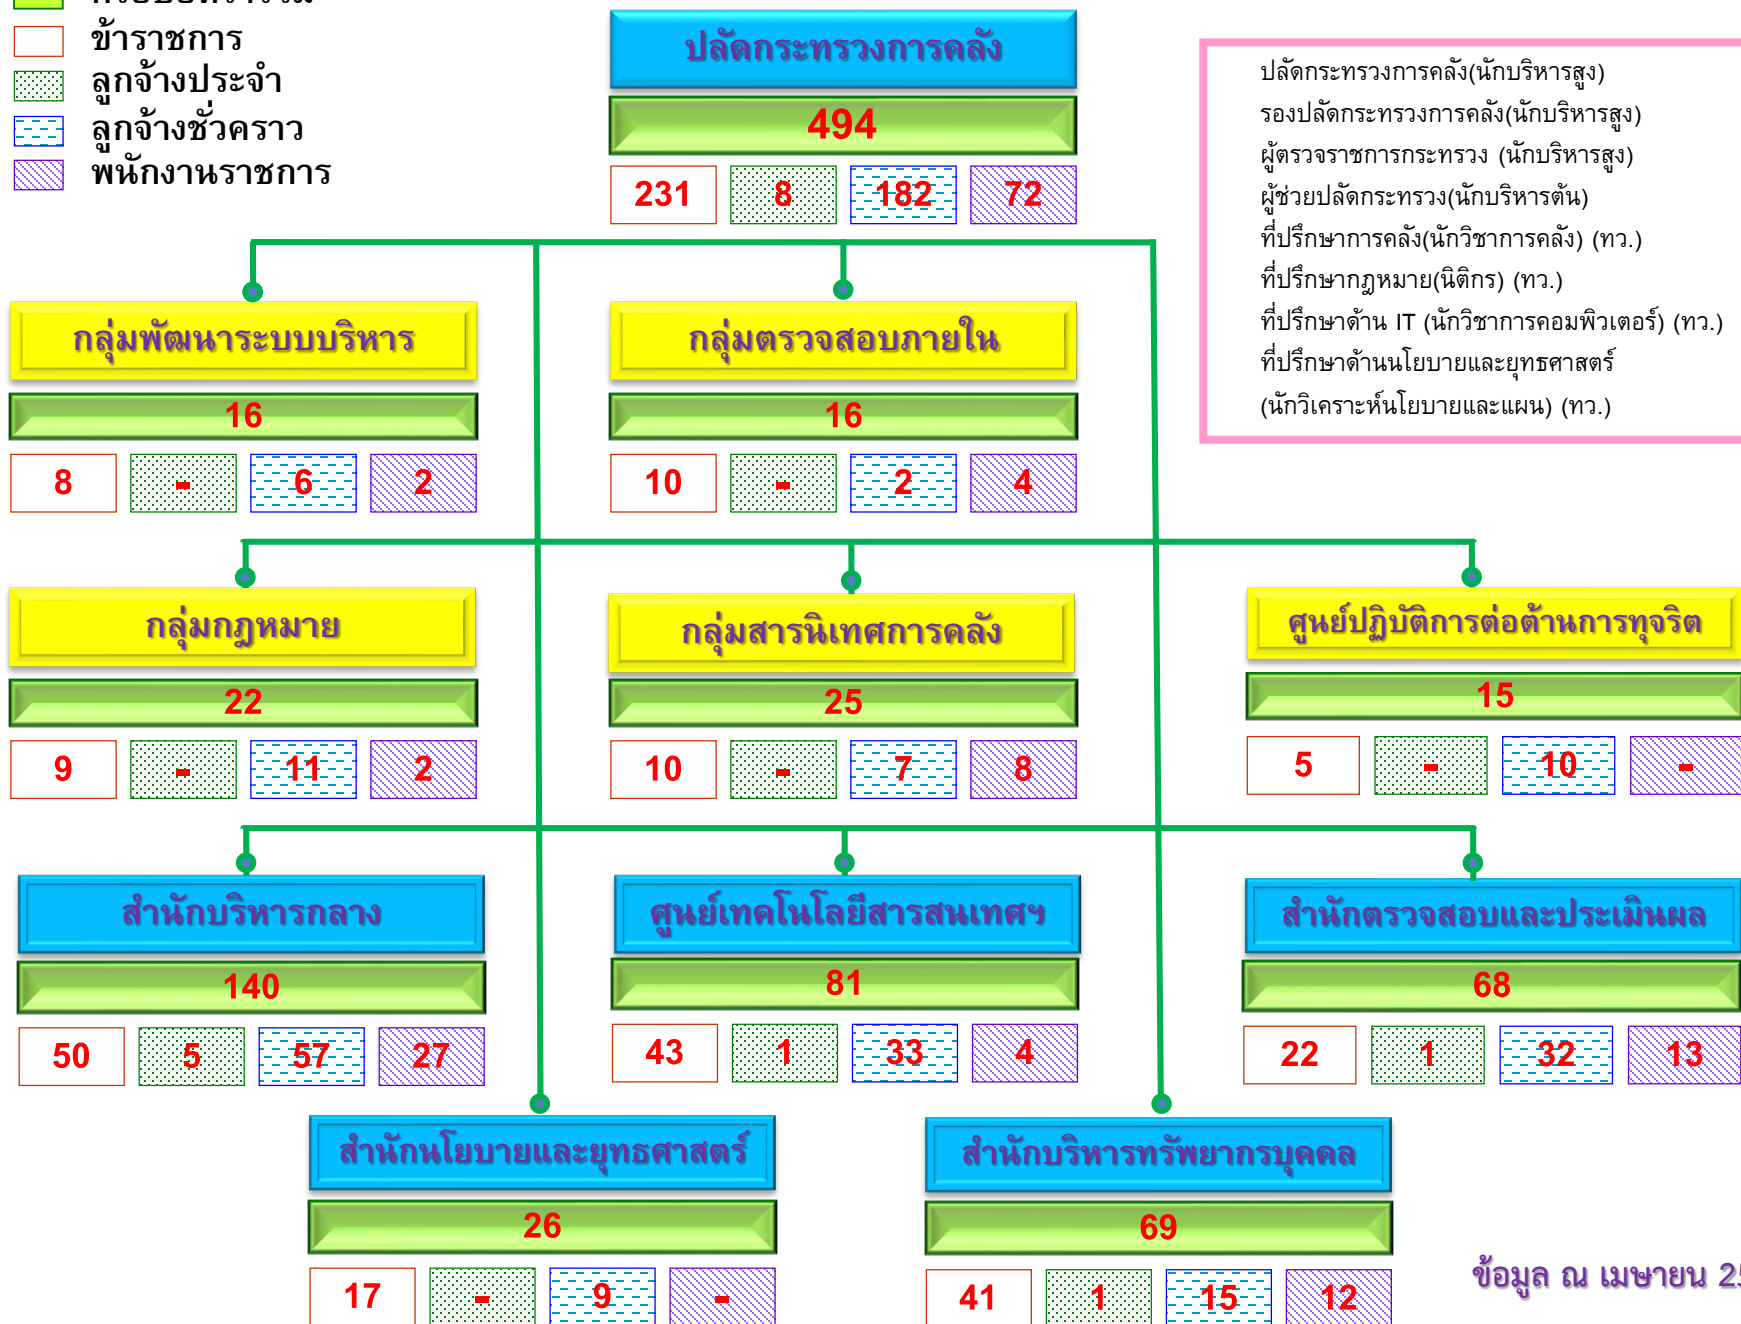 ข้าราชการ
ลูกจ้างประจำ
ลูกจ้างชั่วคราว
พนักงานราชการ
ปลัดกระทรวงการคลัง
494
231 8 182 72
ปลัดกระทรวงการคลัง(นักบริหารสูง)
รองปลัดกระทรวงการคลัง(นักบริหารสูง)
ผู้ตรวจราชการกระทรวง (นักบริหารสูง)
ผู้ช่วยปลัดกระทรวง(นักบริหารต้น)
ที่ปรึกษาการคลัง(นักวิชาการคลัง) (ทว.)
ที่ปรึกษากฎหมาย(นิติกร) (ทว.)
ที่ปรึกษาด้าน IT (นักวิชาการคอมพิวเตอร์) (ทว.)
ที่ปรึกษาด้านนโยบายและยุทธศาสตร์
(นักวิเคราะห์นโยบายและแผน) (ทว.)
กลุ่มพัฒนาระบบบริหาร
16
8 - 6 2
กลุ่มตรวจสอบภายใน
16
10 - 2 4
กลุ่มกฎหมาย
22
9 - 11 2
กลุ่มสารนิเทศการคลัง
25
10 - 7 8
ศูนย์ปฏิบัติการต่อต้านการทุจริต
15
5 - 10 -
สำนักบริหารกลาง
140
50 5 57 27
ศูนย์เทคโนโลยีสารสนเทศฯ
81
43 1 33 4
สำนักตรวจสอบและประเมินผล
68
22 1 32 13
สำนักนโยบายและยุทธศาสตร์
26
17 - 9 -
สำนักบริหารทรัพยากรบุคคล
69
41 1 15 12
ข้อมูล ณ เมษายน